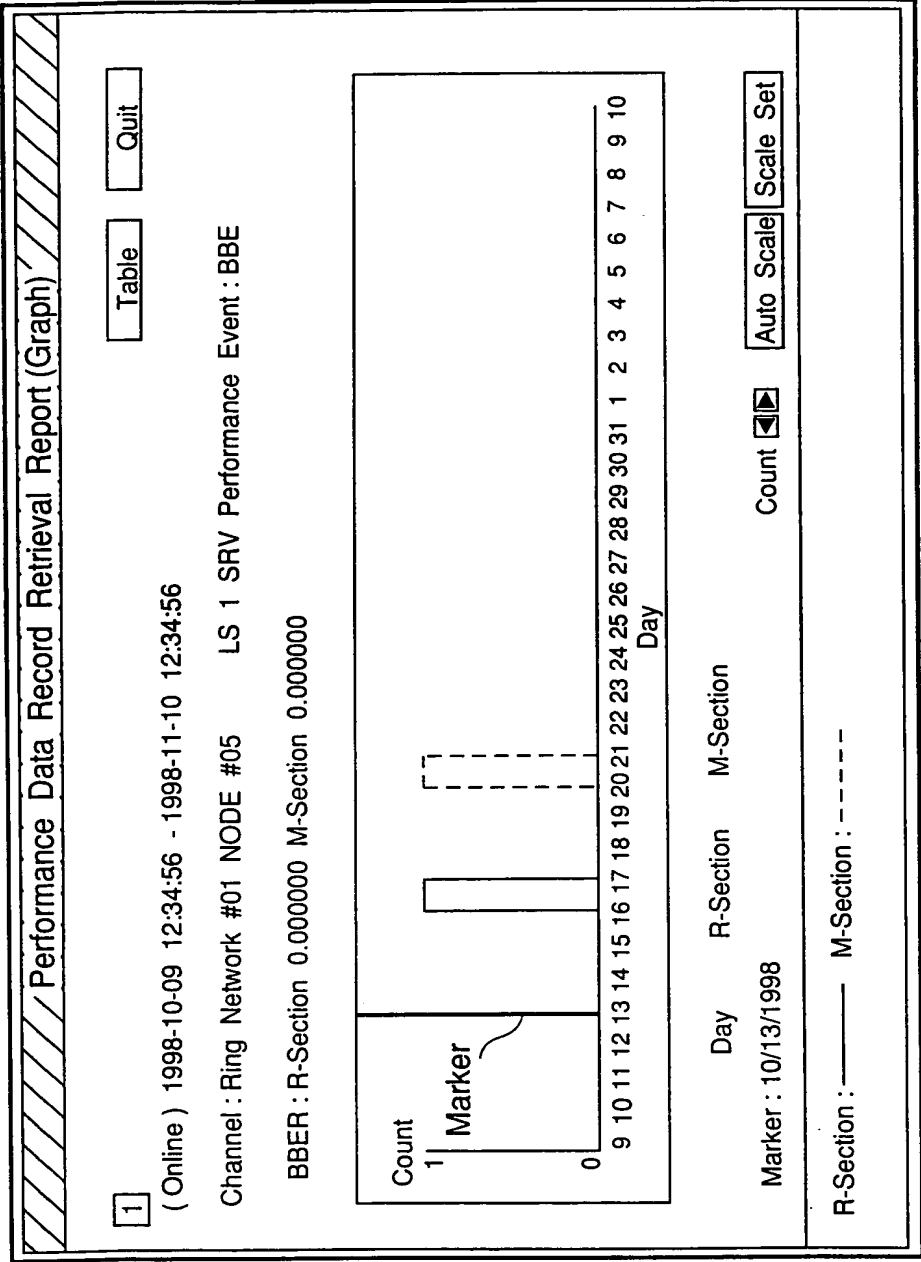 Performance Data Record Retrieval Report (Graph)
1 Table Quit
( Online ) 1998-10-09 12:34:56 - 1998-11-10 12:34:56
Channel : Ring Network #01 NODE #05 LS 1 SRV Performance Event : BBE
BBER : R-Section 0.000000 M-Section 0.000000
Count
1
Marker
0
9 10 11 12 13 14 15 16 17 18 19 20 21 22 23 24 25 26 27 28 29 30 31 1 2 3 4 5 6 7 8 9 10
Day
Day R-Section M-Section
Marker : 10/13/1998 Count Auto Scale Scale Set
R-Section : M-Section :